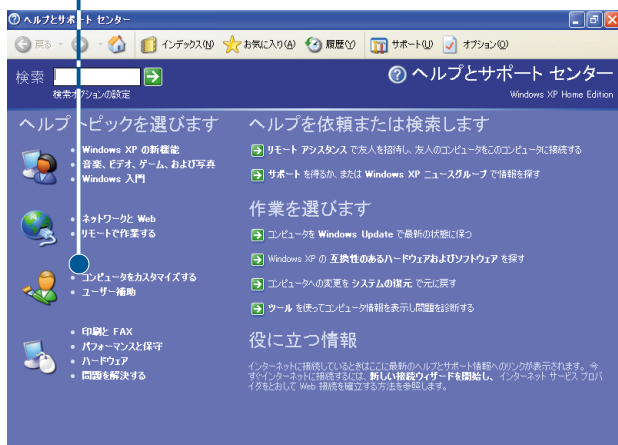 ヘルプとサポート センター
戻る
インデックス(N)
お気に入り(A)
履歴(Y)
サポート(U)
オプション(O)
検索
検索オプションの設定
ヘルプとサポート センター
Windows XP Home Edition
ヘルプ トピックを選びます
Windows XP の新機能
音楽、ビデオ、ゲーム、および写真
Windows 入門
ネットワークと Web
リモートで作業する
コンピュータをカスタマイズする
ユーザー補助
印刷と FAX
パフォーマンスと保守
ハードウェア
問題を解決する
ヘルプを依頼または検索します
リモート アシスタンス で友人を招待し、友人のコンピュータをこのコンピュータに接続する
サポート を得るか、または Windows XP ニュースグループ で情報を探す
作業を選びます
コンピュータを Windows Update で最新の状態に保つ
Windows XP の 互換性のあるハードウェアおよびソフトウェア を探す
コンピュータへの変更を システムの復元 で元に戻す
ツール を使ってコンピュータ情報を表示し問題を診断する
役に立つ情報
インターネットに接続しているときはここに最新のヘルプとサポート情報へのリンクが表示されます。今
すぐインターネットに接続するには、新しい接続ウィザードを開始し、インターネット サービス プロバ
イダをとおして Web 接続を確立する方法を参照します。